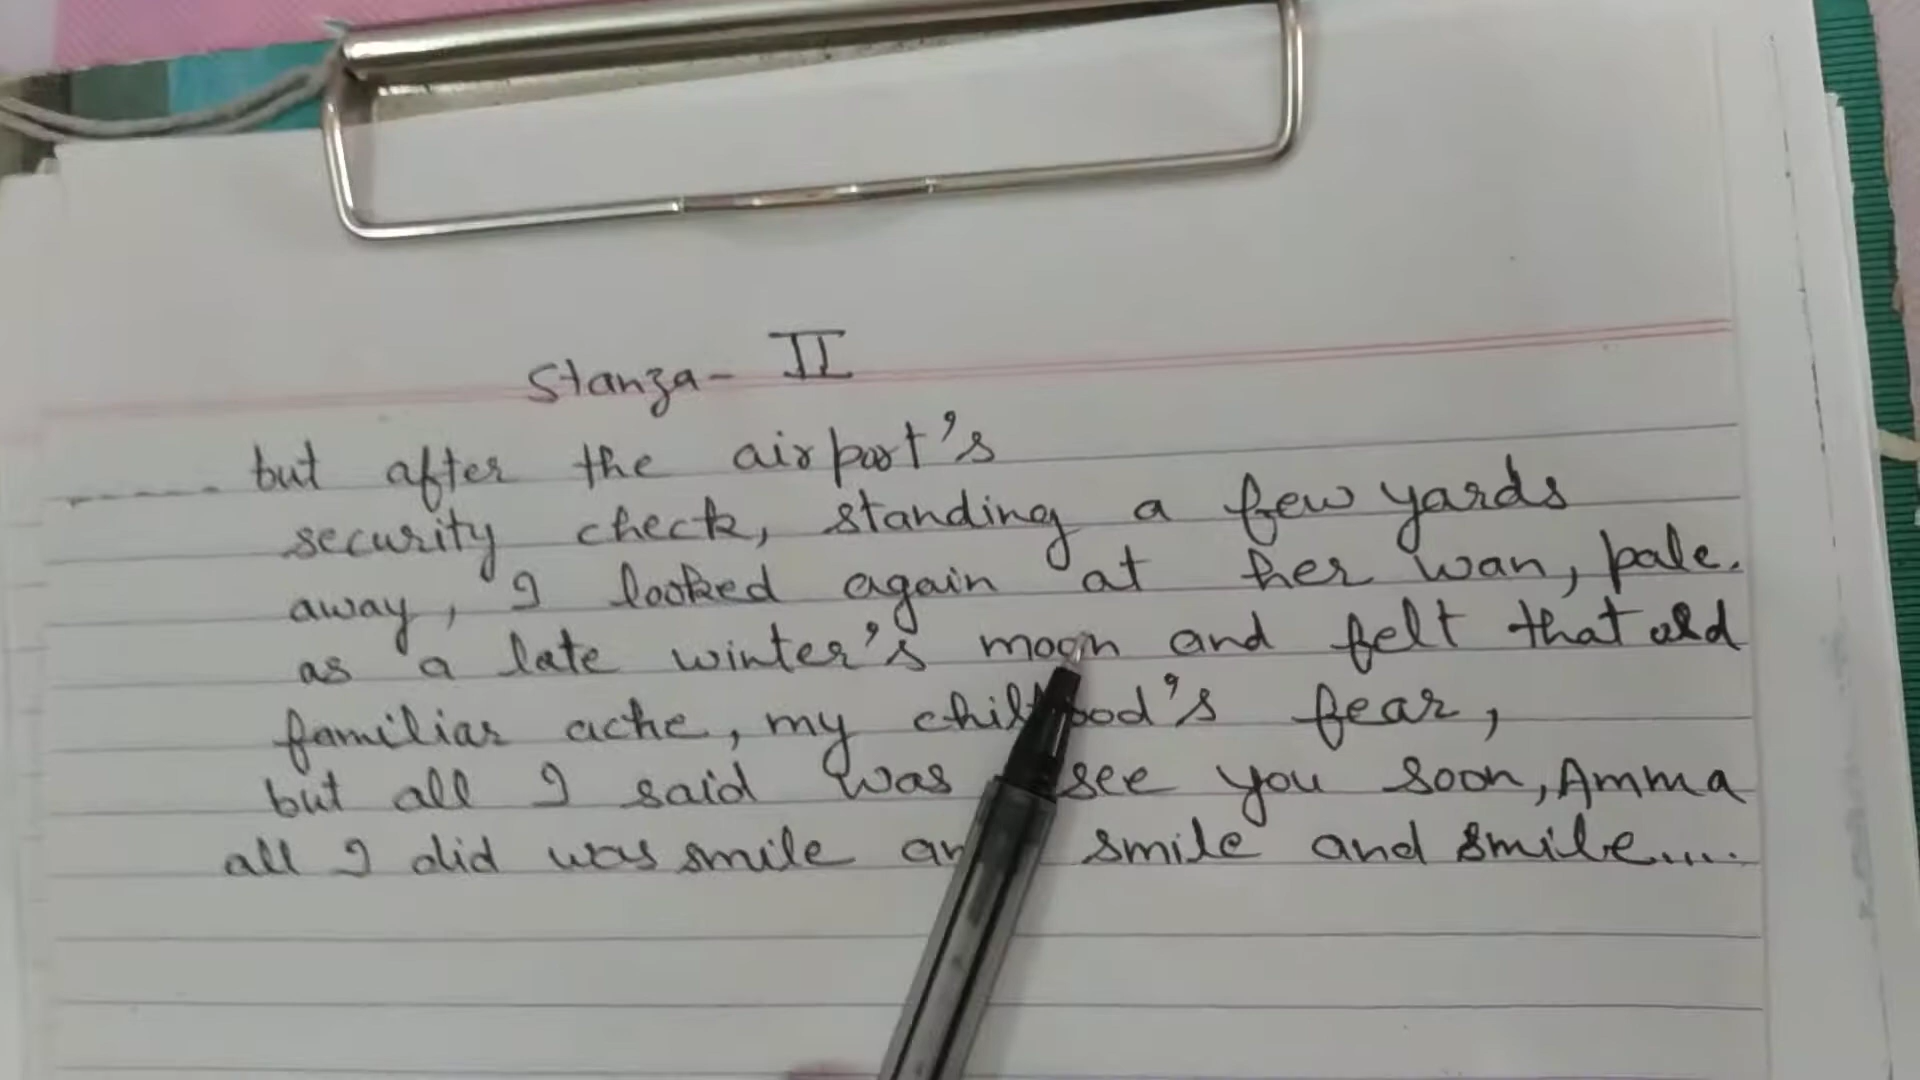 Stanza - II
...... but after the airport's
security check, standing a few yards
away, I looked again at her wan, pale.
as a late winter's moon and felt that old
familiar ache, my fear,
but all I said was see you soon, Amma
all I did was smile smile and smile....